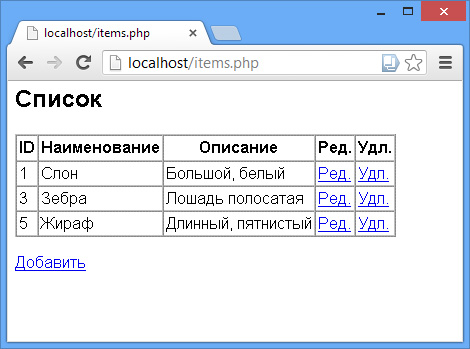 localhost/items.php
localhost/items.php
Список
ID Наименование Описание Ред. Удл.
1 Слон Большой, белый Ред. Удл.
3 Зебра Лошадь полосатая Ред. Удл.
5 Жираф Длинный, пятнистый Ред. Удл.
Добавить